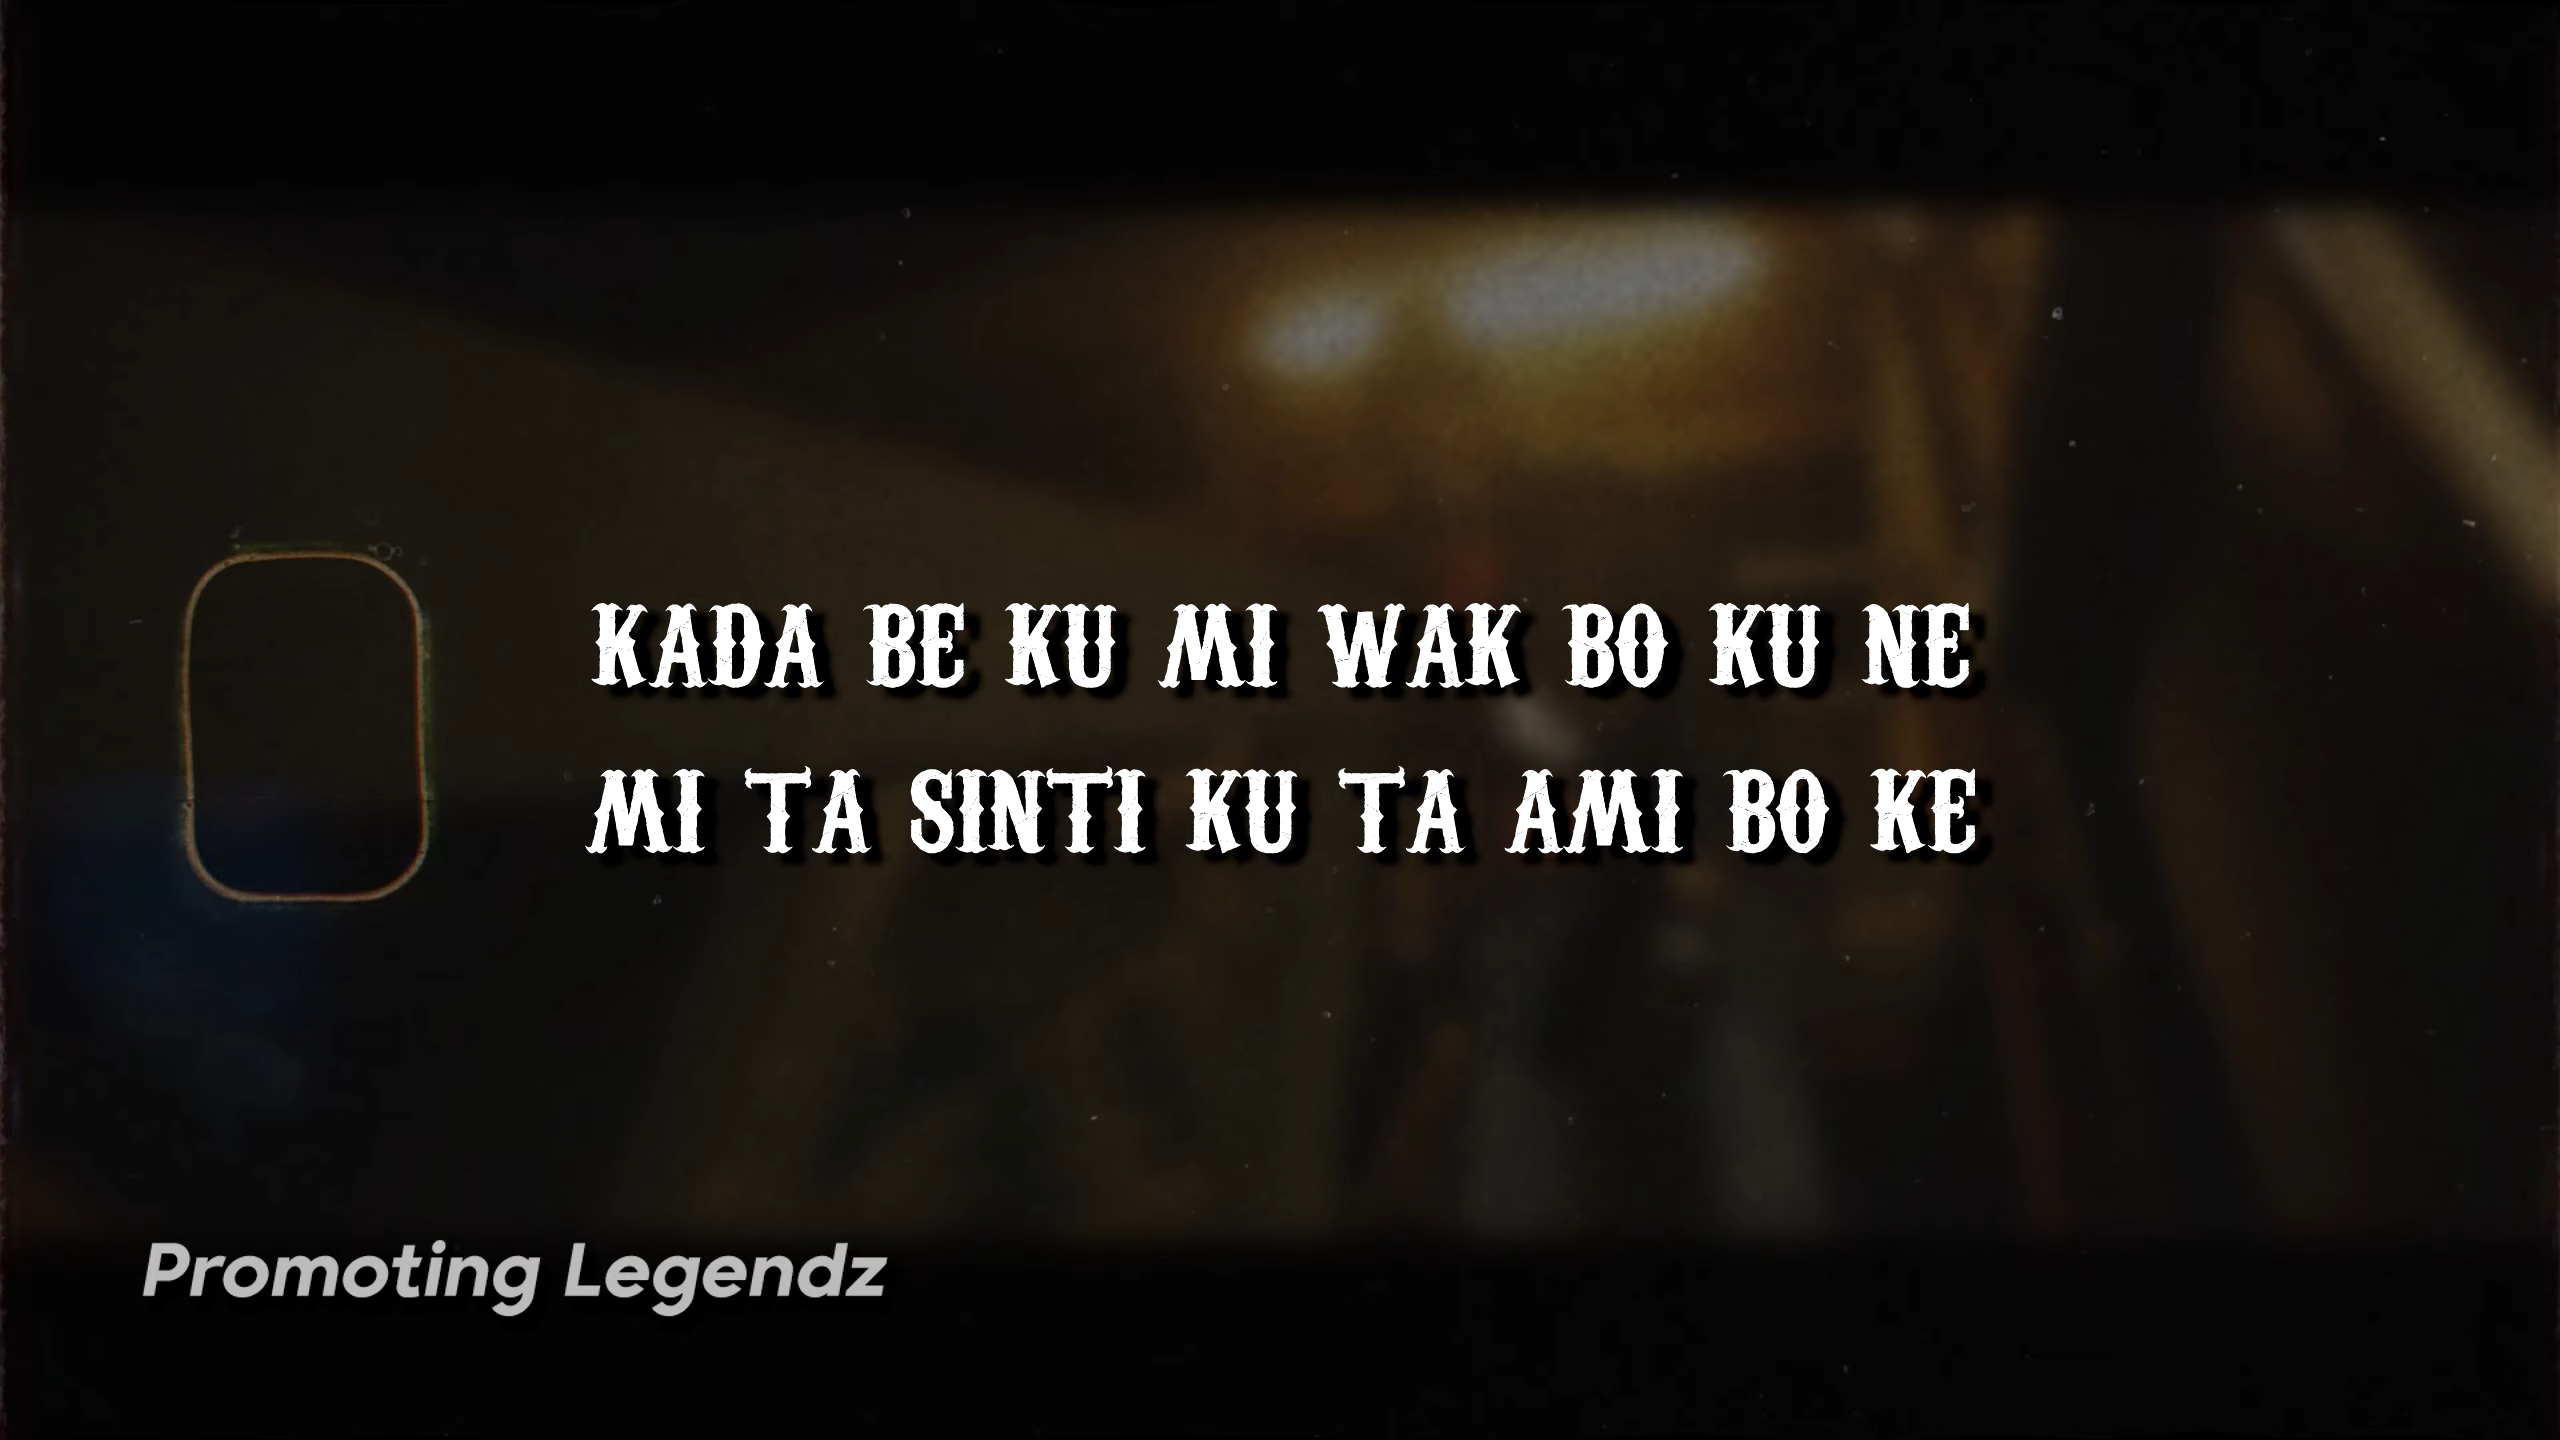 KADA BE KU MI WAK BO KU NE
MI TA SINTI KU TA AMI BO KE
Promoting Legendz